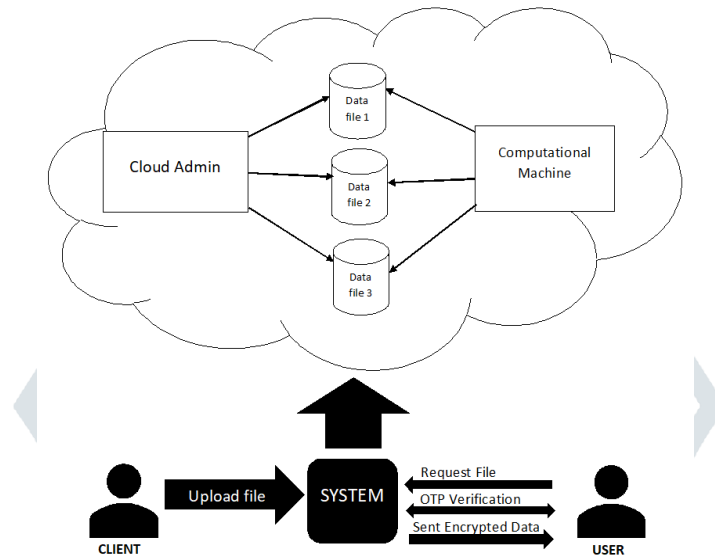 Data
file 1
Cloud Admin
Computational
Machine
Data
file 2
Data
file 3
Upload file
SYSTEM
Request File
OTP Verification
Sent Encrypted Data
CLIENT
USER